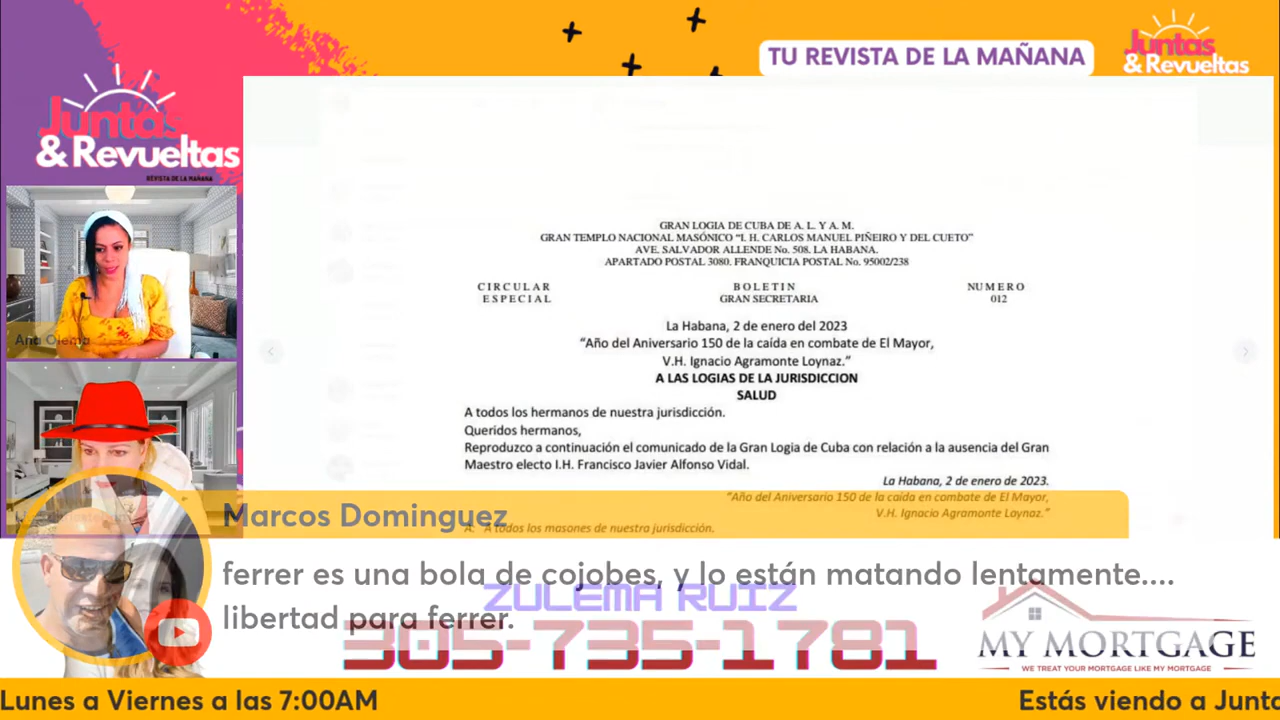 TU REVISTA DE LA MAÑANA
Juntas
& Revueltas
Juntas
& Revueltas
REVISTA DE LA MAÑANA
GRAN LOGIA DE CUBA DE A. L. Y A. M.
GRAN TEMPLO NACIONAL MASÓNICO “I. H. CARLOS MANUEL PIÑEIRO Y DEL CUETO”
AVE. SALVADOR ALLENDE No. 508. LA HABANA.
APARTADO POSTAL 3080. FRANQUICIA POSTAL No. 95002/238
CIRCULAR BOLETIN NUMERO
ESPECIAL GRAN SECRETARIA 012
La Habana, 2 de enero del 2023
“Año del Aniversario 150 de la caída en combate de El Mayor,
V.H. Ignacio Agramonte Loynaz.”
A LAS LOGIAS DE LA JURISDICCION
SALUD
A todos los hermanos de nuestra jurisdicción.
Queridos hermanos,
Reproduzco a continuación el comunicado de la Gran Logia de Cuba con relación a la ausencia del Gran
Maestro electo I.H. Francisco Javier Alfonso Vidal.
La Habana, 2 de enero de 2023.
“Año del Aniversario 150 de la caída en combate de El Mayor,
V.H. Ignacio Agramonte Loynaz.”
A: A todos los masones de nuestra jurisdicción.
Ana Olema
Marcos Dominguez
ferrer es una bola de cojobes, y lo están matando lentamente....
libertad para ferrer.
ZULEMA RUIZ
305-735-1781
MY MORTGAGE
WE TREAT YOUR MORTGAGE LIKE MY MORTGAGE
Lunes a Viernes a las 7:00AM
Estás viendo a Junta